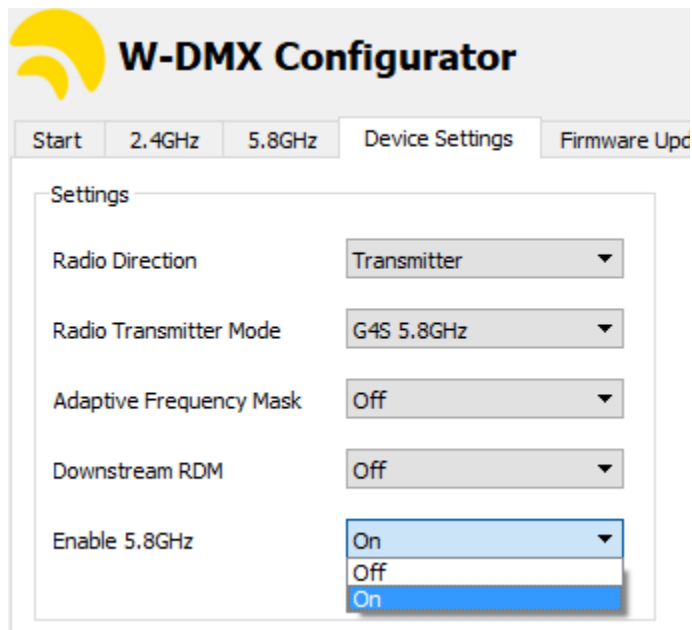 W-DMX Configurator
Start 2.4GHz 5.8GHz Device Settings Firmware
Settings
Radio Direction Transmitter
Radio Transmitter Mode G4S 5.8GHz
Adaptive Frequency Mask Off
Downstream RDM Off
Enable 5.8GHz On
Off
On